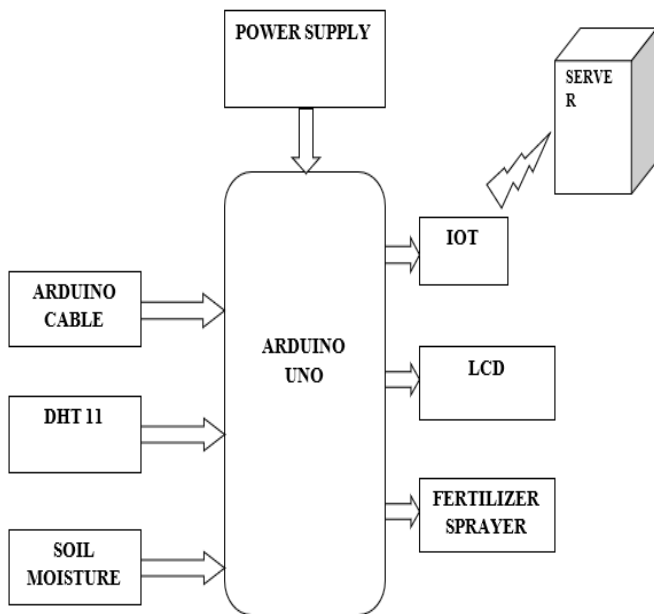 POWER SUPPLY
SERVE
R
IOT
ARDUINO
CABLE
ARDUINO
UNO
LCD
DHT 11
FERTILIZER
SPRAYER
SOIL
MOISTURE